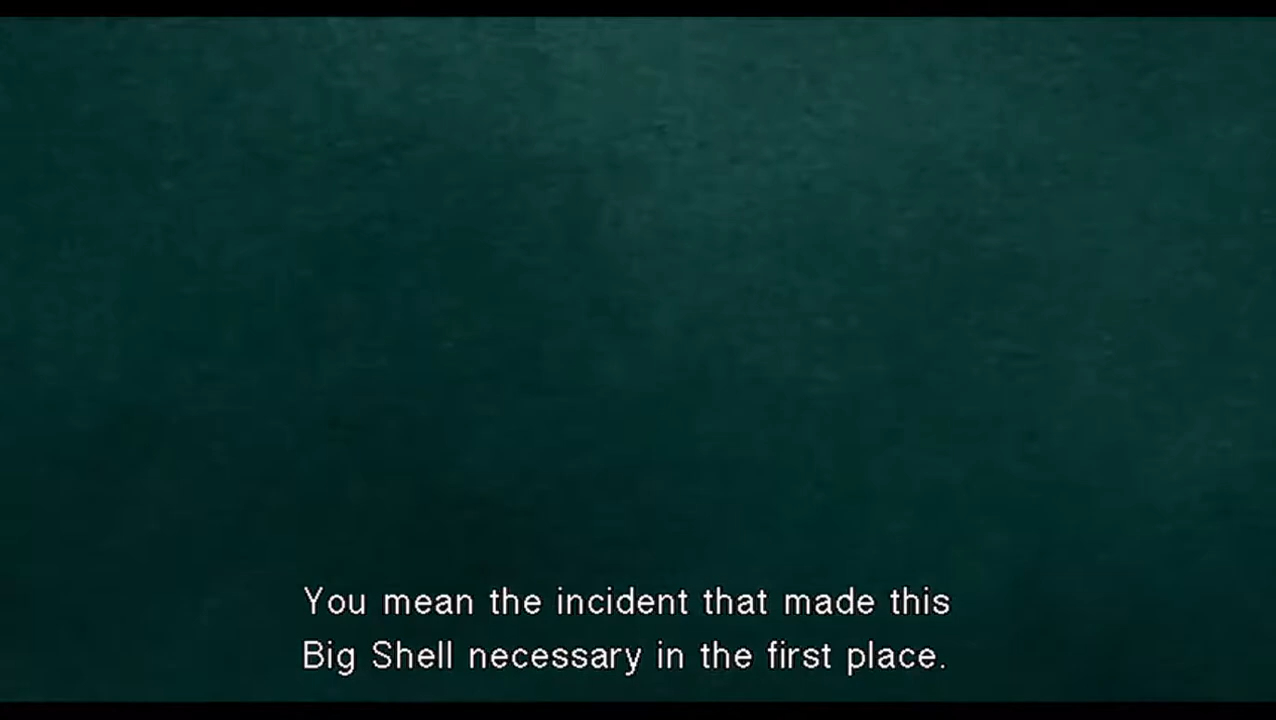 You mean the incident that made this
Big Shell necessary in the first place.